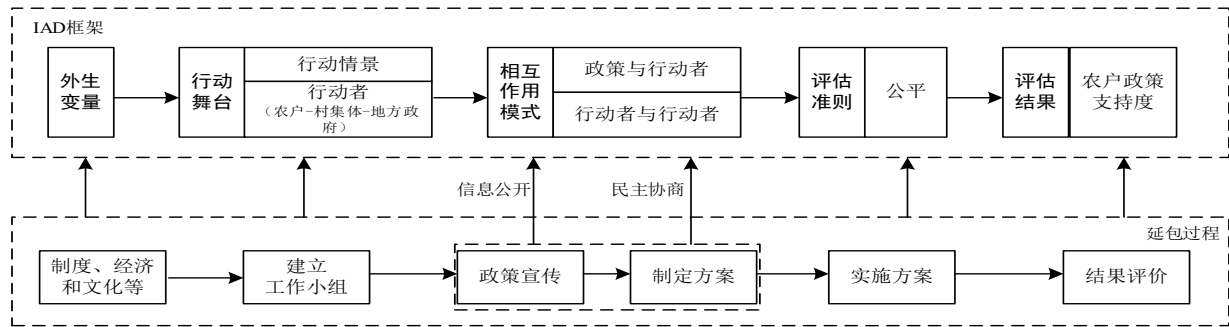 IAD框架
外生
变量
行动
舞台
行动情景
行动者
（农户-村集体-地方政
府）
相互
作用
模式
政策与行动者
行动者与行动者
评估
准则
公平
评估
结果
农户政策
支持度
信息公开
民主协商
延包过程
制度、经济
和文化等
建立
工作小组
政策宣传
制定方案
实施方案
结果评价